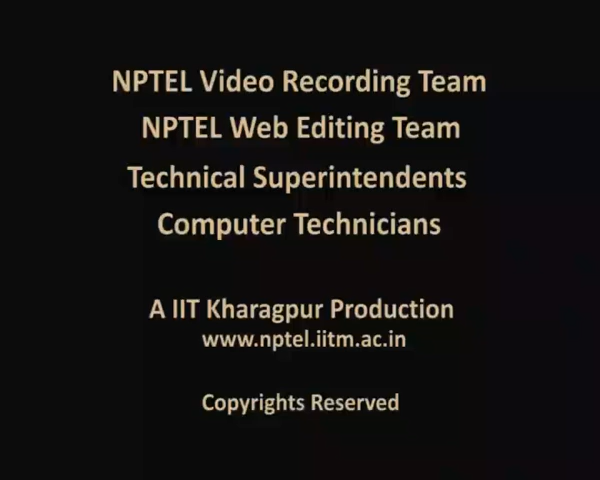 NPTEL Video Recording Team
NPTEL Web Editing Team
Technical Superintendents
Computer Technicians
A IIT Kharagpur Production
www.nptel.iitm.ac.in
Copyrights Reserved